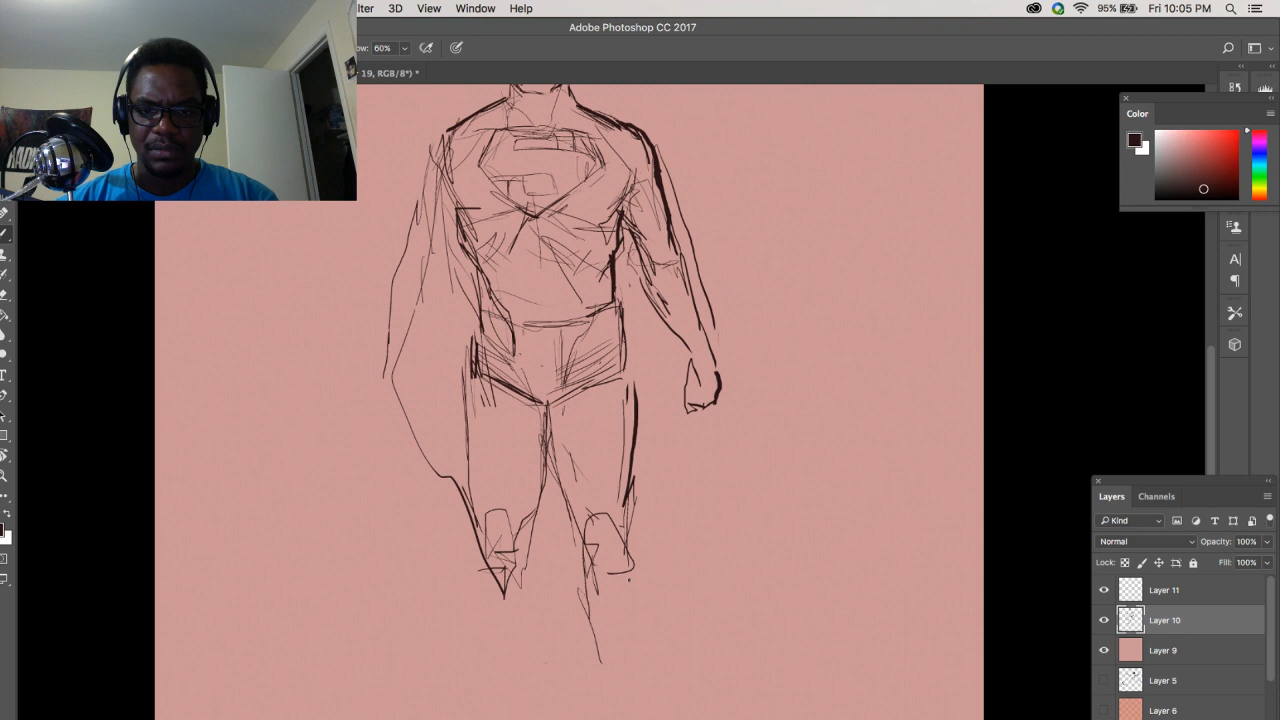 lter 3D View Window Help 95% Fri 10:05 PM
Adobe Photoshop CC 2017
ow: 60%
19, RGB/8*) *
Color
Layers Channels
Kind
Normal Opacity: 100%
Lock: Fill: 100%
Layer 11
Layer 10
Layer 9
Layer 5
Layer 6